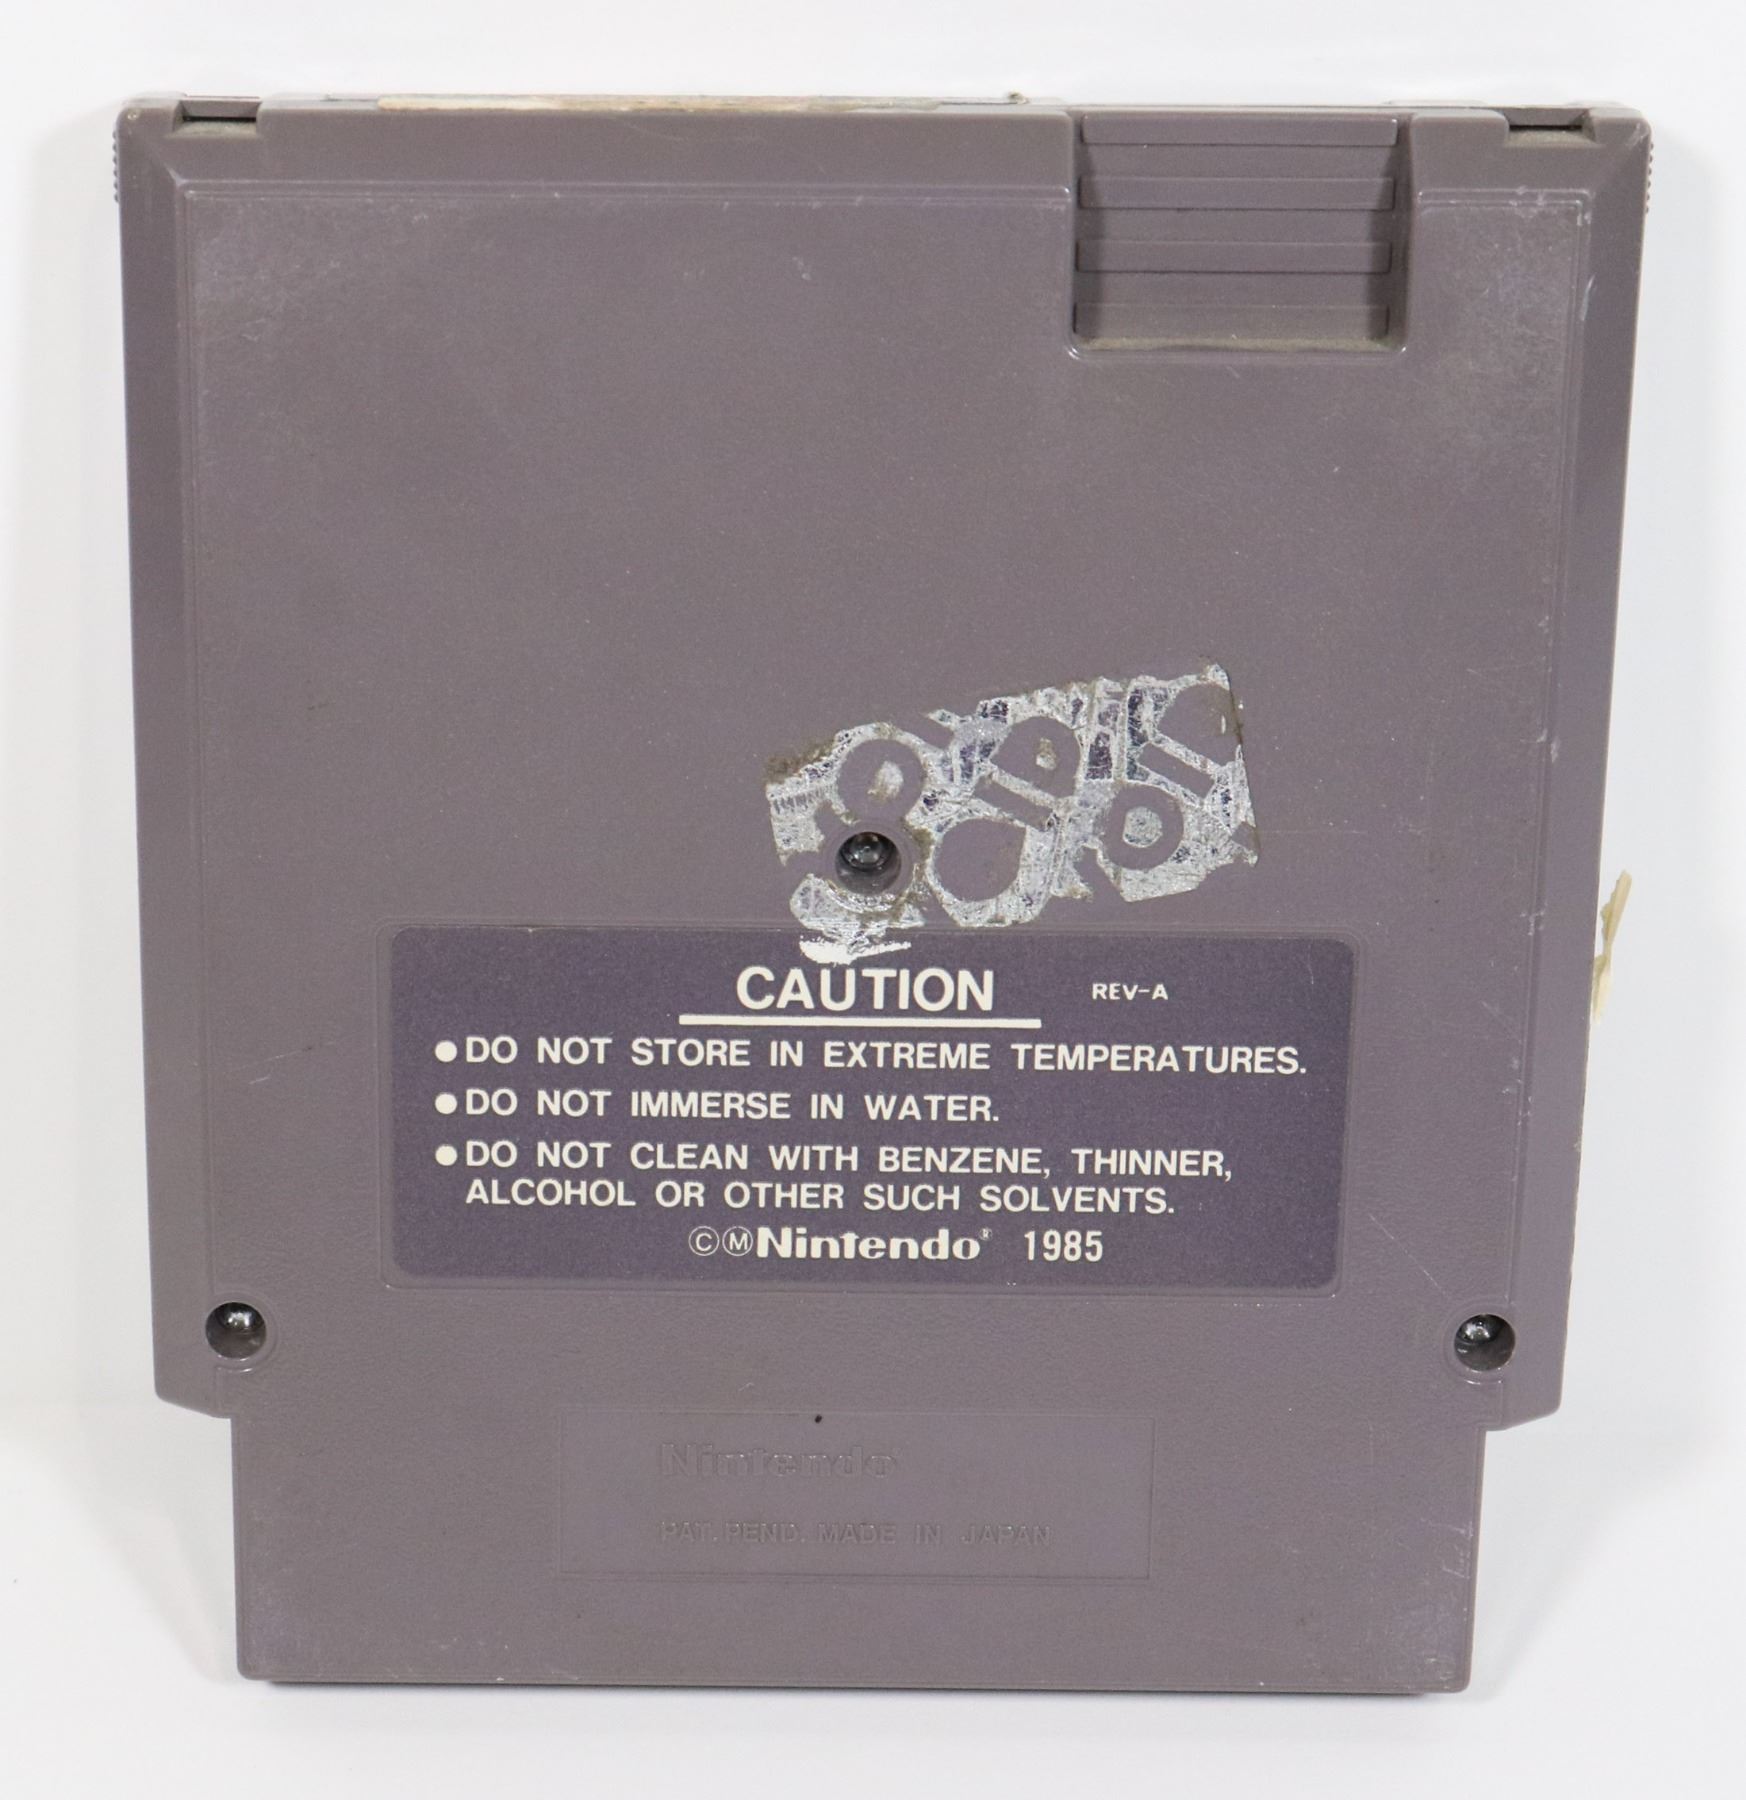 CAUTION REV-A
●DO NOT STORE IN EXTREME TEMPERATURES.
●DO NOT IMMERSE IN WATER.
●DO NOT CLEAN WITH BENZENE, THINNER,
ALCOHOL OR OTHER SUCH SOLVENTS.
ⒸⓂNintendo® 1985
Nintendo
PAT. PEND. MADE IN JAPAN